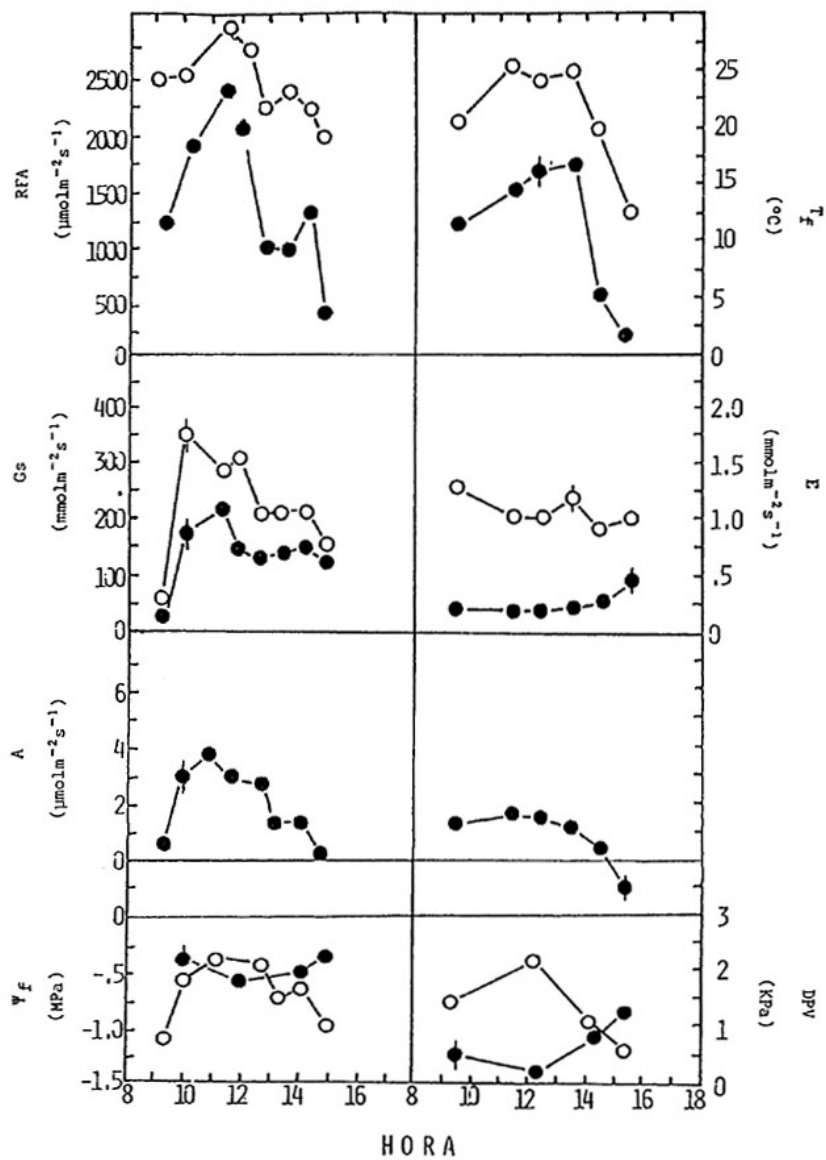 2500
2000
1500
1000
500
0
RFA
(μmolm⁻²s⁻¹)
25
20
15
10
5
0
T_f
(°C)
400
300
200
100
0
Gs
(mmolm⁻²s⁻¹)
2.0
1.5
1.0
.5
0
E
(mmolm⁻²s⁻¹)
6
4
2
0
A
(μmolm⁻²s⁻¹)
0
-.5
-1.0
-1.5
Ψ_f
(MPa)
3
2
1
0
DPV
(KPa)
8 10 12 14 16 8 10 12 14 16 18
HORA